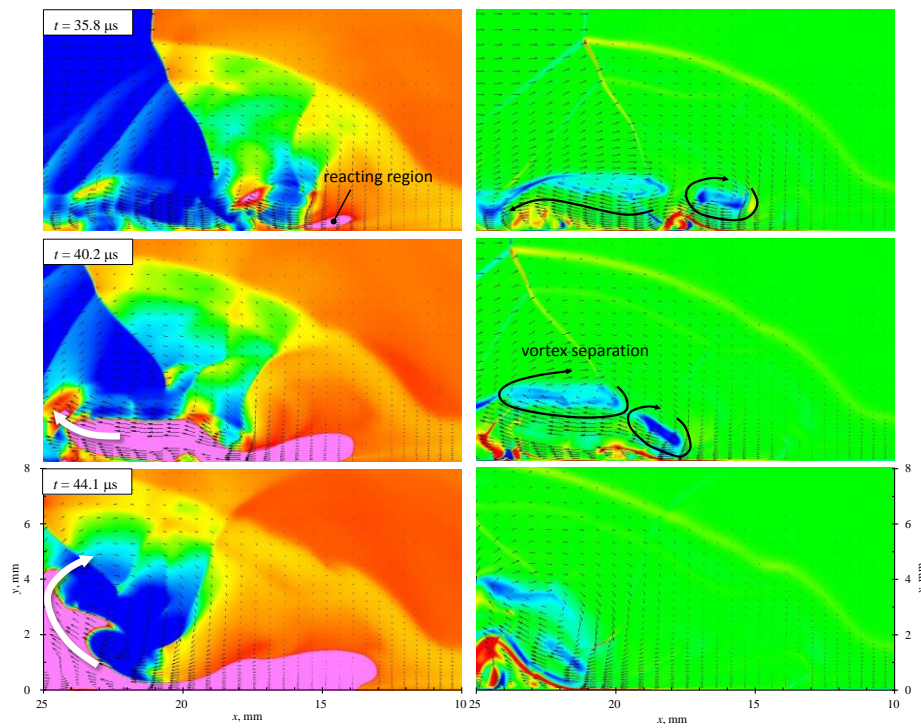 t = 35.8 μs
reacting region
t = 40.2 μs
vortex separation
t = 44.1 μs
8
6
4
2
0
y, mm
25
20
15
10
x, mm
8
6
4
2
0
y, mm
25
20
15
10
x, mm